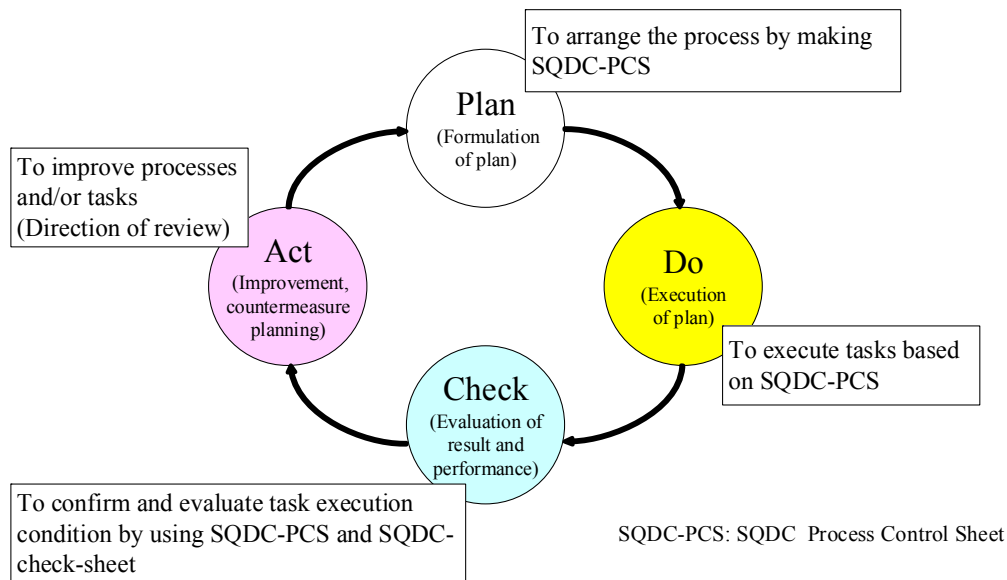 To arrange the process by making
SQDC-PCS
Plan
(Formulation
of plan)
To improve processes
and/or tasks
(Direction of review)
Act
(Improvement,
countermeasure
planning)
Do
(Execution
of plan)
To execute tasks based
on SQDC-PCS
Check
(Evaluation of
result and
performance)
To confirm and evaluate task execution
condition by using SQDC-PCS and SQDC-
check-sheet
SQDC-PCS: SQDC Process Control Sheet